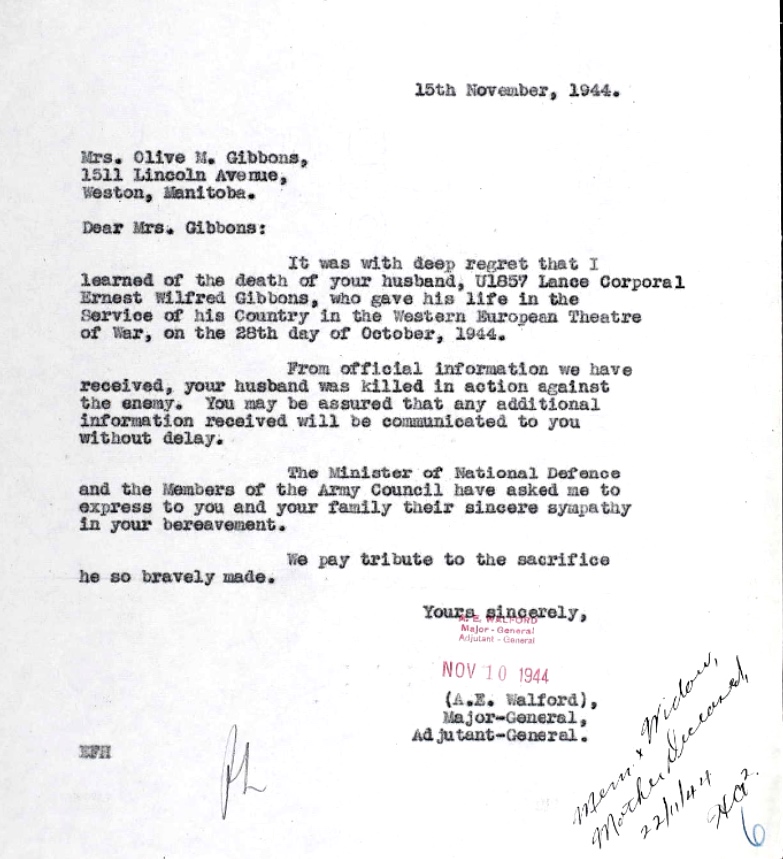 15th November, 1944.
Mrs. Olive M. Gibbons,
1511 Lincoln Avenue,
Weston, Manitoba.
Dear Mrs. Gibbons:
It was with deep regret that I
learned of the death of your husband, U1857 Lance Corporal
Ernest Wilfred Gibbons, who gave his life in the
Service of his Country in the Western European Theatre
of War, on the 28th day of October, 1944.
From official information we have
received, your husband was killed in action against
the enemy. You may be assured that any additional
information received will be communicated to you
without delay.
The Minister of National Defence
and the Members of the Army Council have asked me to
express to you and your family their sincere sympathy
in your bereavement.
We pay tribute to the sacrifice
he so bravely made.
Yours sincerely,
A. E. WALFORD
Major - General
Adjutant - General
NOV 10 1944
(A.E. Walford),
Major-General,
Adjutant-General.
EFH
Mem. x Widow,
Mother Deceased,
22/11/44
6